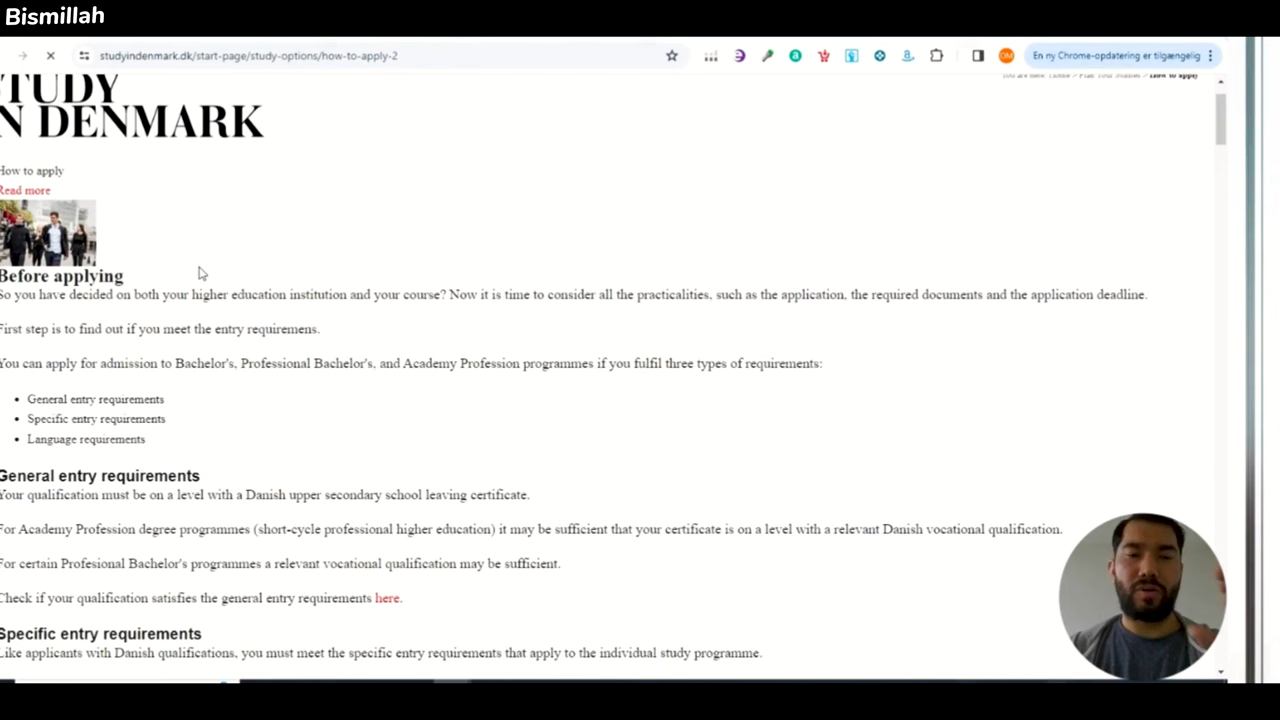 Bismillah
studyindenmark.dk/start-page/study-options/how-to-apply-2
En ny Chrome-opdatering er tilgængelig
How to apply
TUDY
N DENMARK
How to apply
Read more
Before applying
So you have decided on both your higher education institution and your course? Now it is time to consider all the practicalities, such as the application, the required documents and the application deadline.
First step is to find out if you meet the entry requiremens.
You can apply for admission to Bachelor's, Professional Bachelor's, and Academy Profession programmes if you fulfil three types of requirements:
General entry requirements
Specific entry requirements
Language requirements
General entry requirements
Your qualification must be on a level with a Danish upper secondary school leaving certificate.
For Academy Profession degree programmes (short-cycle professional higher education) it may be sufficient that your certificate is on a level with a relevant Danish vocational qualification.
For certain Profesional Bachelor's programmes a relevant vocational qualification may be sufficient.
Check if your qualification satisfies the general entry requirements here.
Specific entry requirements
Like applicants with Danish qualifications, you must meet the specific entry requirements that apply to the individual study programme.